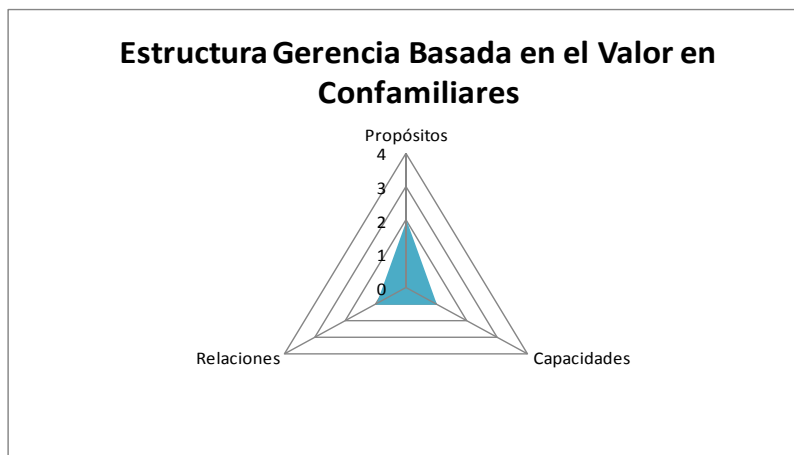 Estructura Gerencia Basada en el Valor en
Confamiliares
Propósitos
4
3
2
1
0
Relaciones
Capacidades